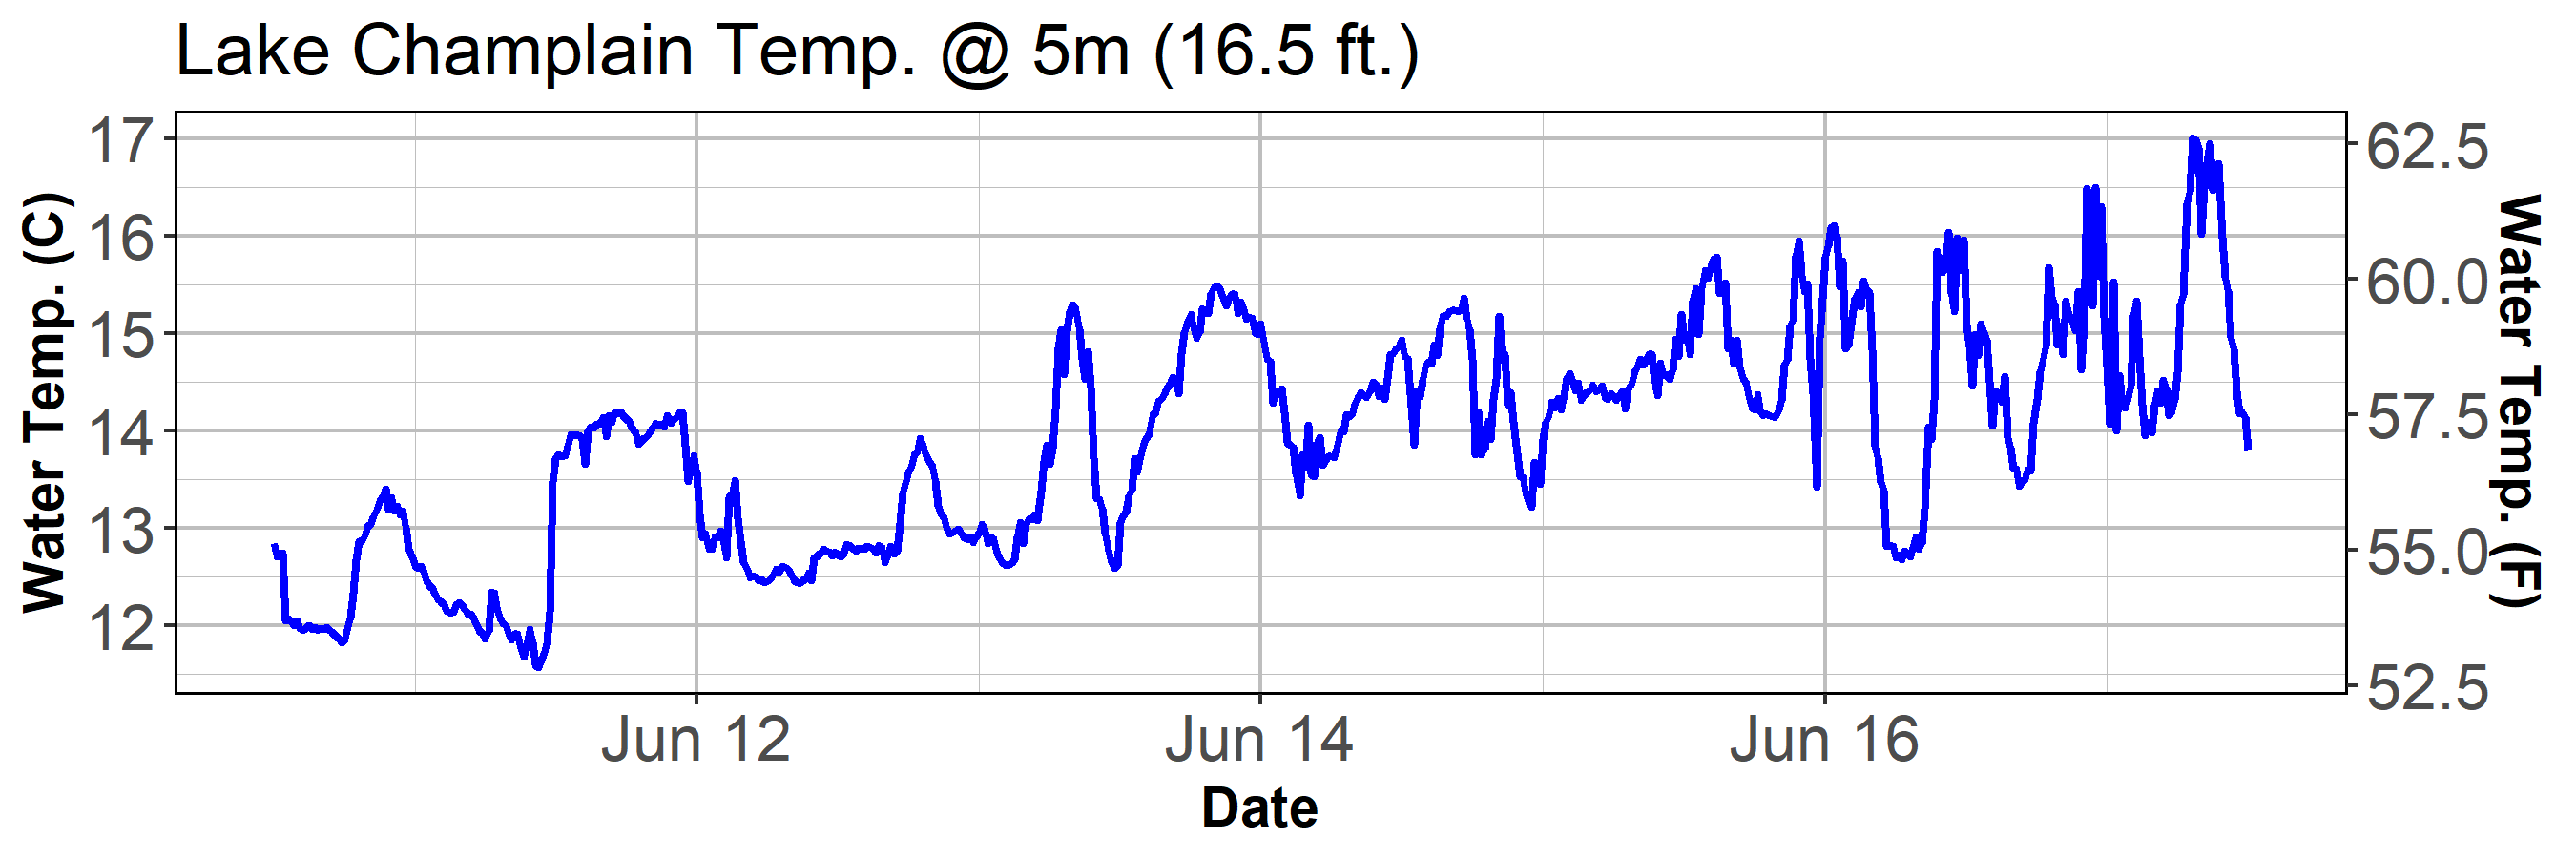 Lake Champlain Temp. @ 5m (16.5 ft.)
Water Temp. (C)
17
16
15
14
13
12
62.5
60.0
57.5
55.0
52.5
Water Temp. (F)
Jun 12
Jun 14
Jun 16
Date